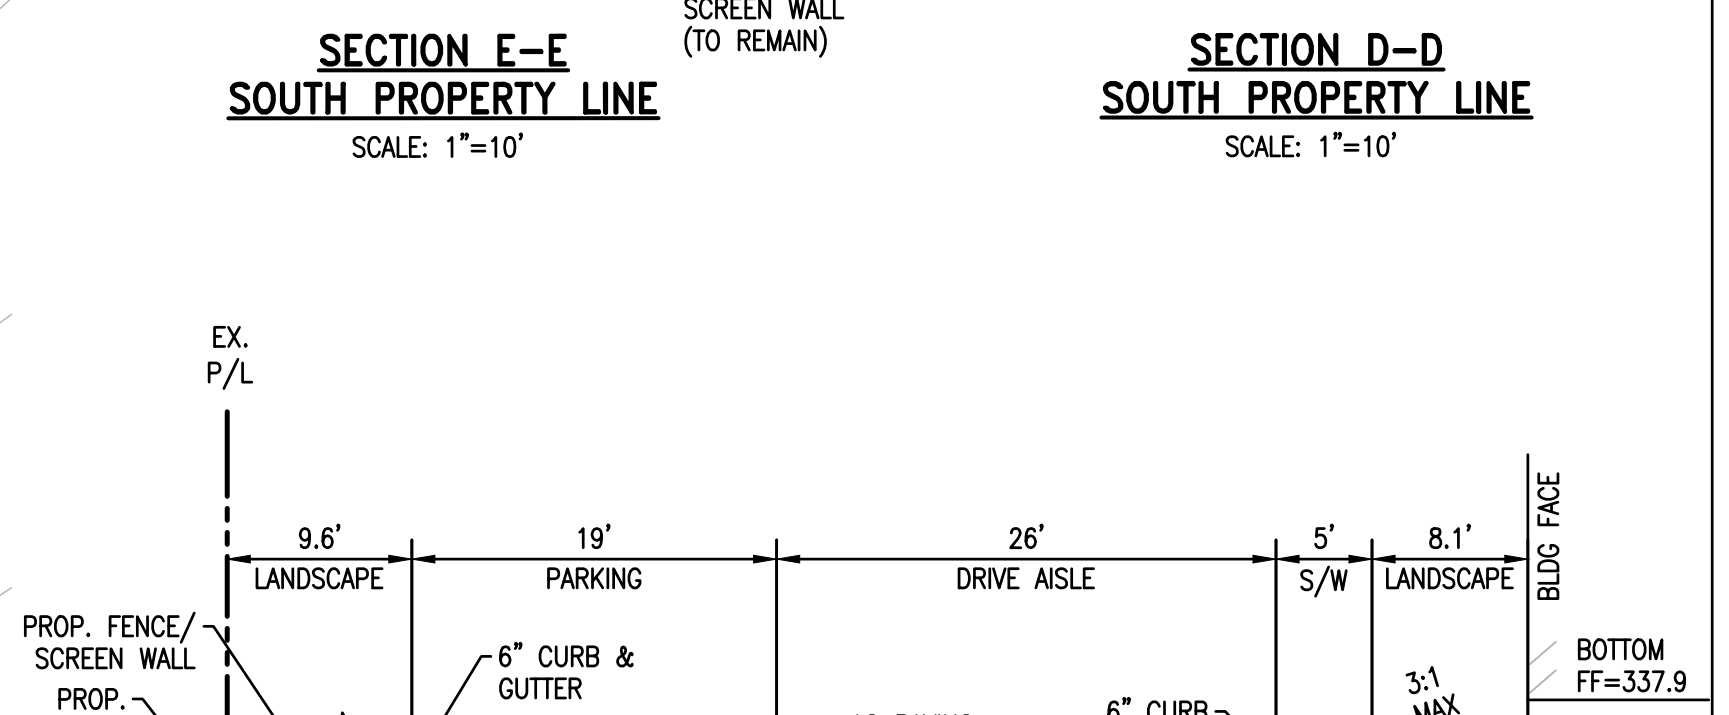 SCREEN WALL
(TO REMAIN)
SECTION E-E
SOUTH PROPERTY LINE
SCALE: 1"=10'
SECTION D-D
SOUTH PROPERTY LINE
SCALE: 1"=10'
EX.
P/L
9.6'
LANDSCAPE
19'
PARKING
26'
DRIVE AISLE
5'
S/W
8.1'
LANDSCAPE
BLDG FACE
PROP. FENCE/
SCREEN WALL
PROP.
6" CURB &
GUTTER
6" CURB
3:1
MAX
BOTTOM
FF=337.9